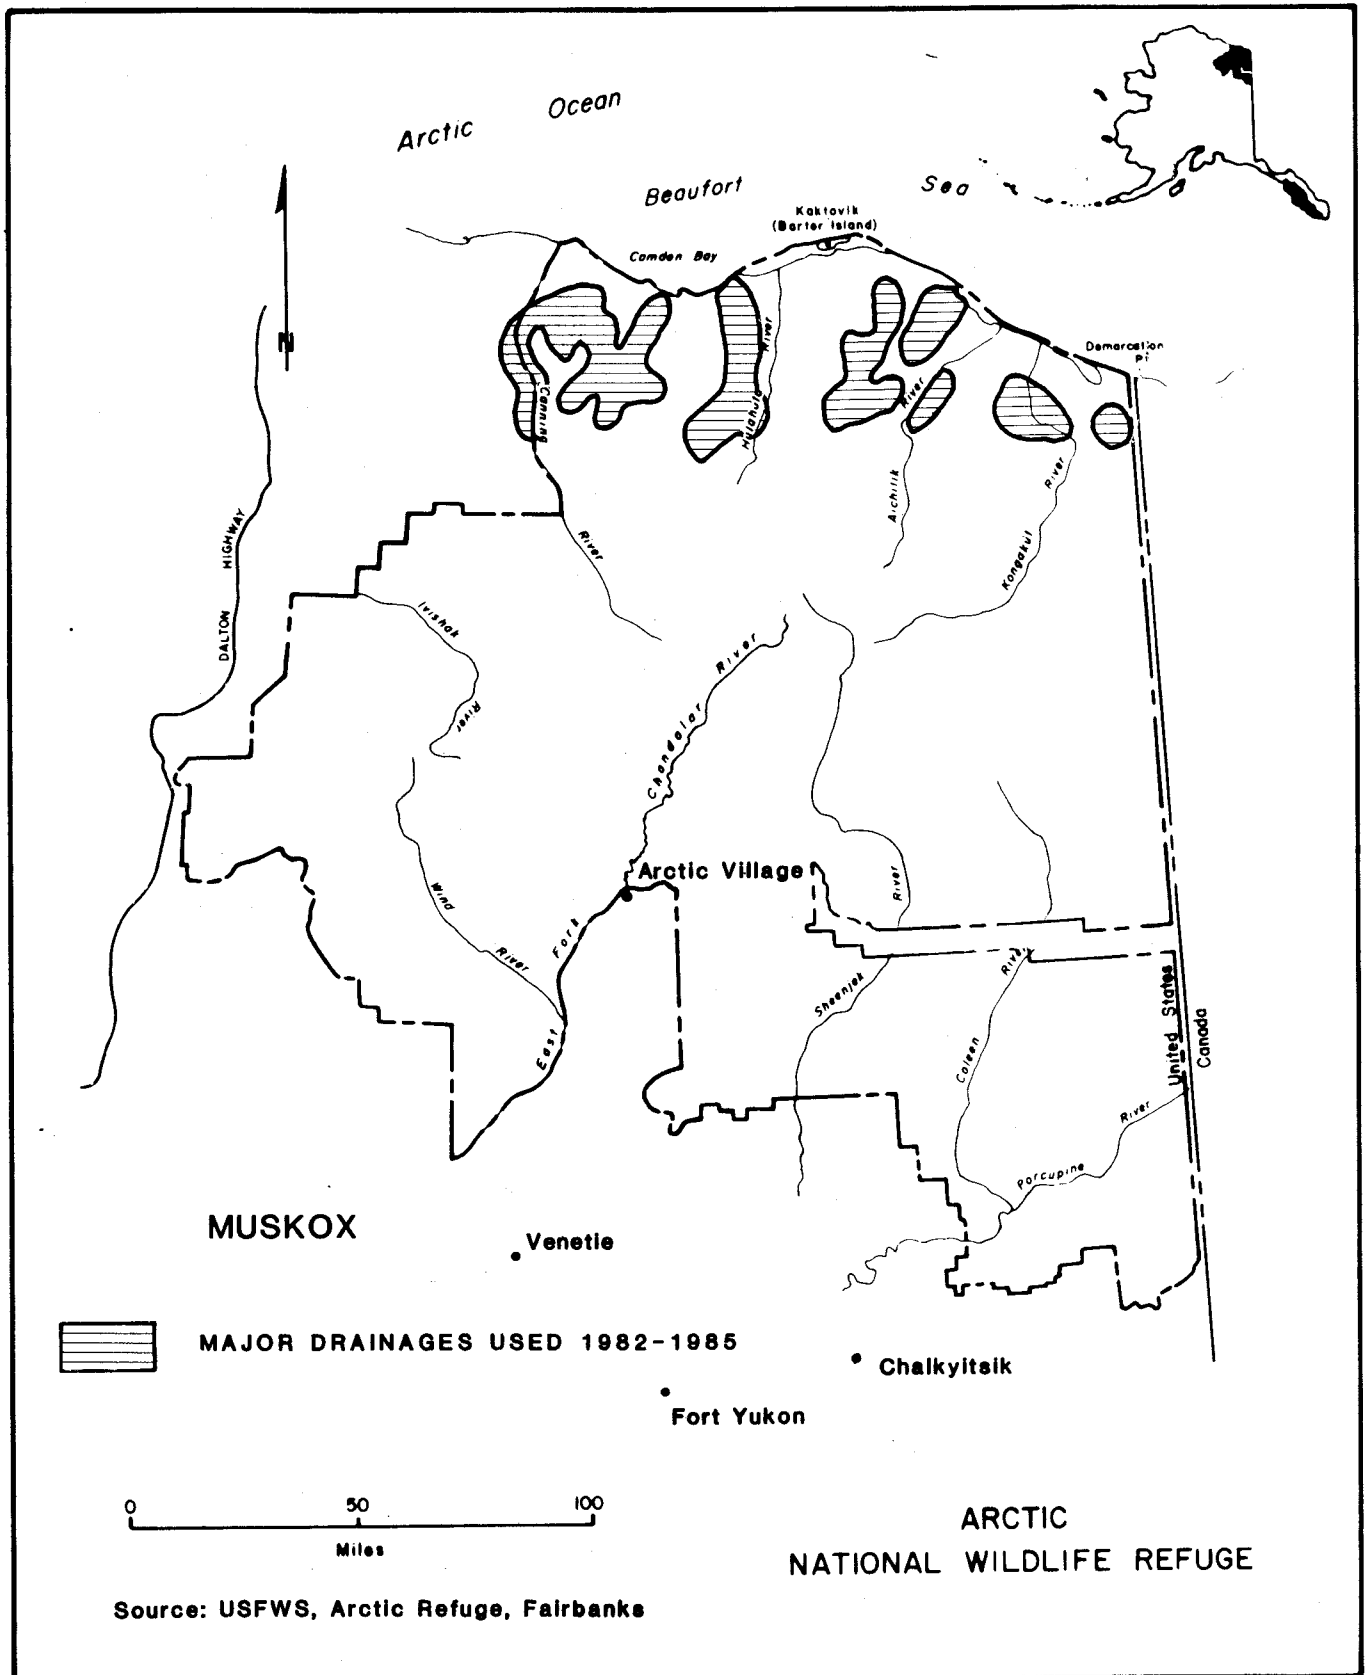 Arctic Ocean
Beaufort Sea
Kaktovik
(Barter Island)
Camden Bay
Demarcation
Pt
N
Canning
River
Hulahula
River
Aichilik
River
Kongakut
River
DALTON HIGHWAY
Ivishak
River
Chandalar River
Arctic Village
Wind
River
East Fork
Sheenjek
River
Coleen
River
United States
Canada
Porcupine
River
MUSKOX
Venetie
MAJOR DRAINAGES USED 1982-1985
Chalkyitsik
Fort Yukon
0 50 100
Miles
ARCTIC
NATIONAL WILDLIFE REFUGE
Source: USFWS, Arctic Refuge, Fairbanks